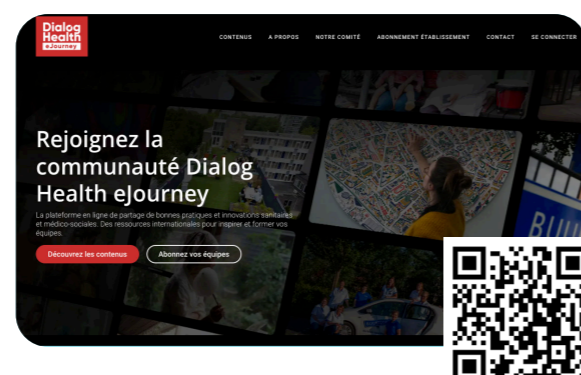 Dialog
Health
eJourney
CONTENUS A PROPOS NOTRE COMITÉ ABONNEMENT ÉTABLISSEMENT CONTACT SE CONNECTER
Rejoignez la
communauté Dialog
Health eJourney
La plateforme en ligne de partage de bonnes pratiques et innovations sanitaires
et médico-sociales. Des ressources internationales pour inspirer et former vos
équipes.
Découvrez les contenus Abonnez vos équipes